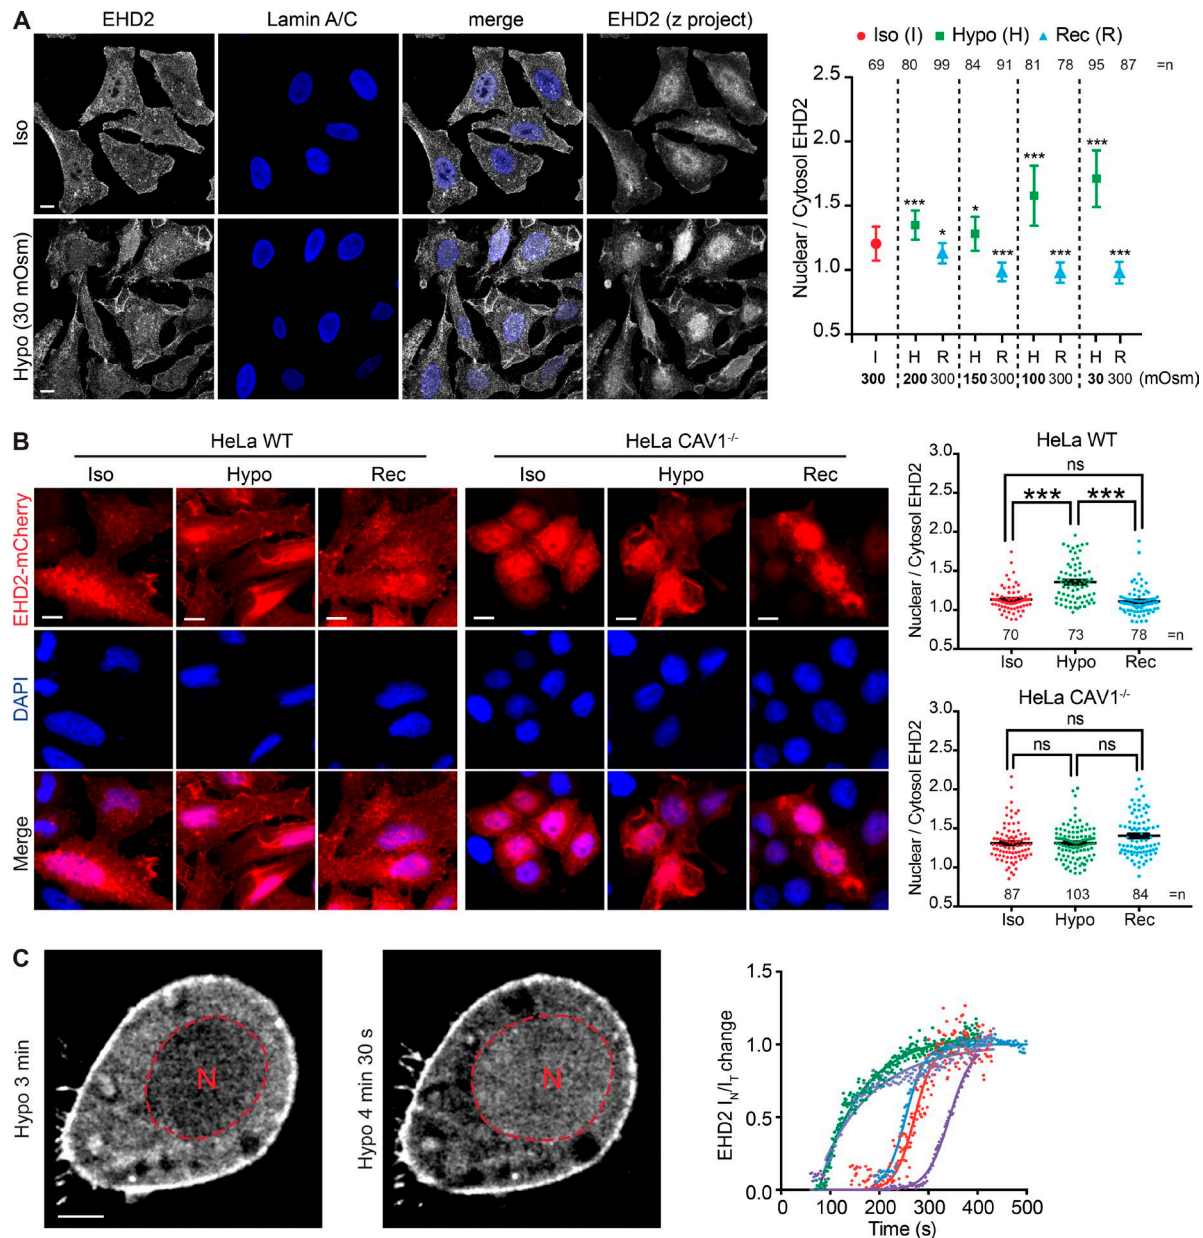 A
EHD2
Lamin A/C
merge
EHD2 (z project)
Iso
Hypo (30 mOsm)
Iso (I) Hypo (H) Rec (R)
69 80 99 84 91 81 78 95 87 =n
Nuclear / Cytosol EHD2
2.5
2.0
1.5
1.0
0.5
***
*
*
***
***
***
***
***
I H R H R H R H R
300 200 300 150 300 100 300 30 300 (mOsm)
B
HeLa WT
HeLa CAV1-/-
Iso Hypo Rec
Iso Hypo Rec
EHD2-mCherry
DAPI
Merge
HeLa WT
Nuclear / Cytosol EHD2
3.0
2.5
2.0
1.5
1.0
0.5
ns
*** ***
70 73 78 =n
Iso Hypo Rec
HeLa CAV1-/-
Nuclear / Cytosol EHD2
3.0
2.5
2.0
1.5
1.0
0.5
ns
ns ns
87 103 84 =n
Iso Hypo Rec
C
Hypo 3 min
N
Hypo 4 min 30 s
N
EHD2 IN/IT change
1.5
1.0
0.5
0.0
0 100 200 300 400 500
Time (s)